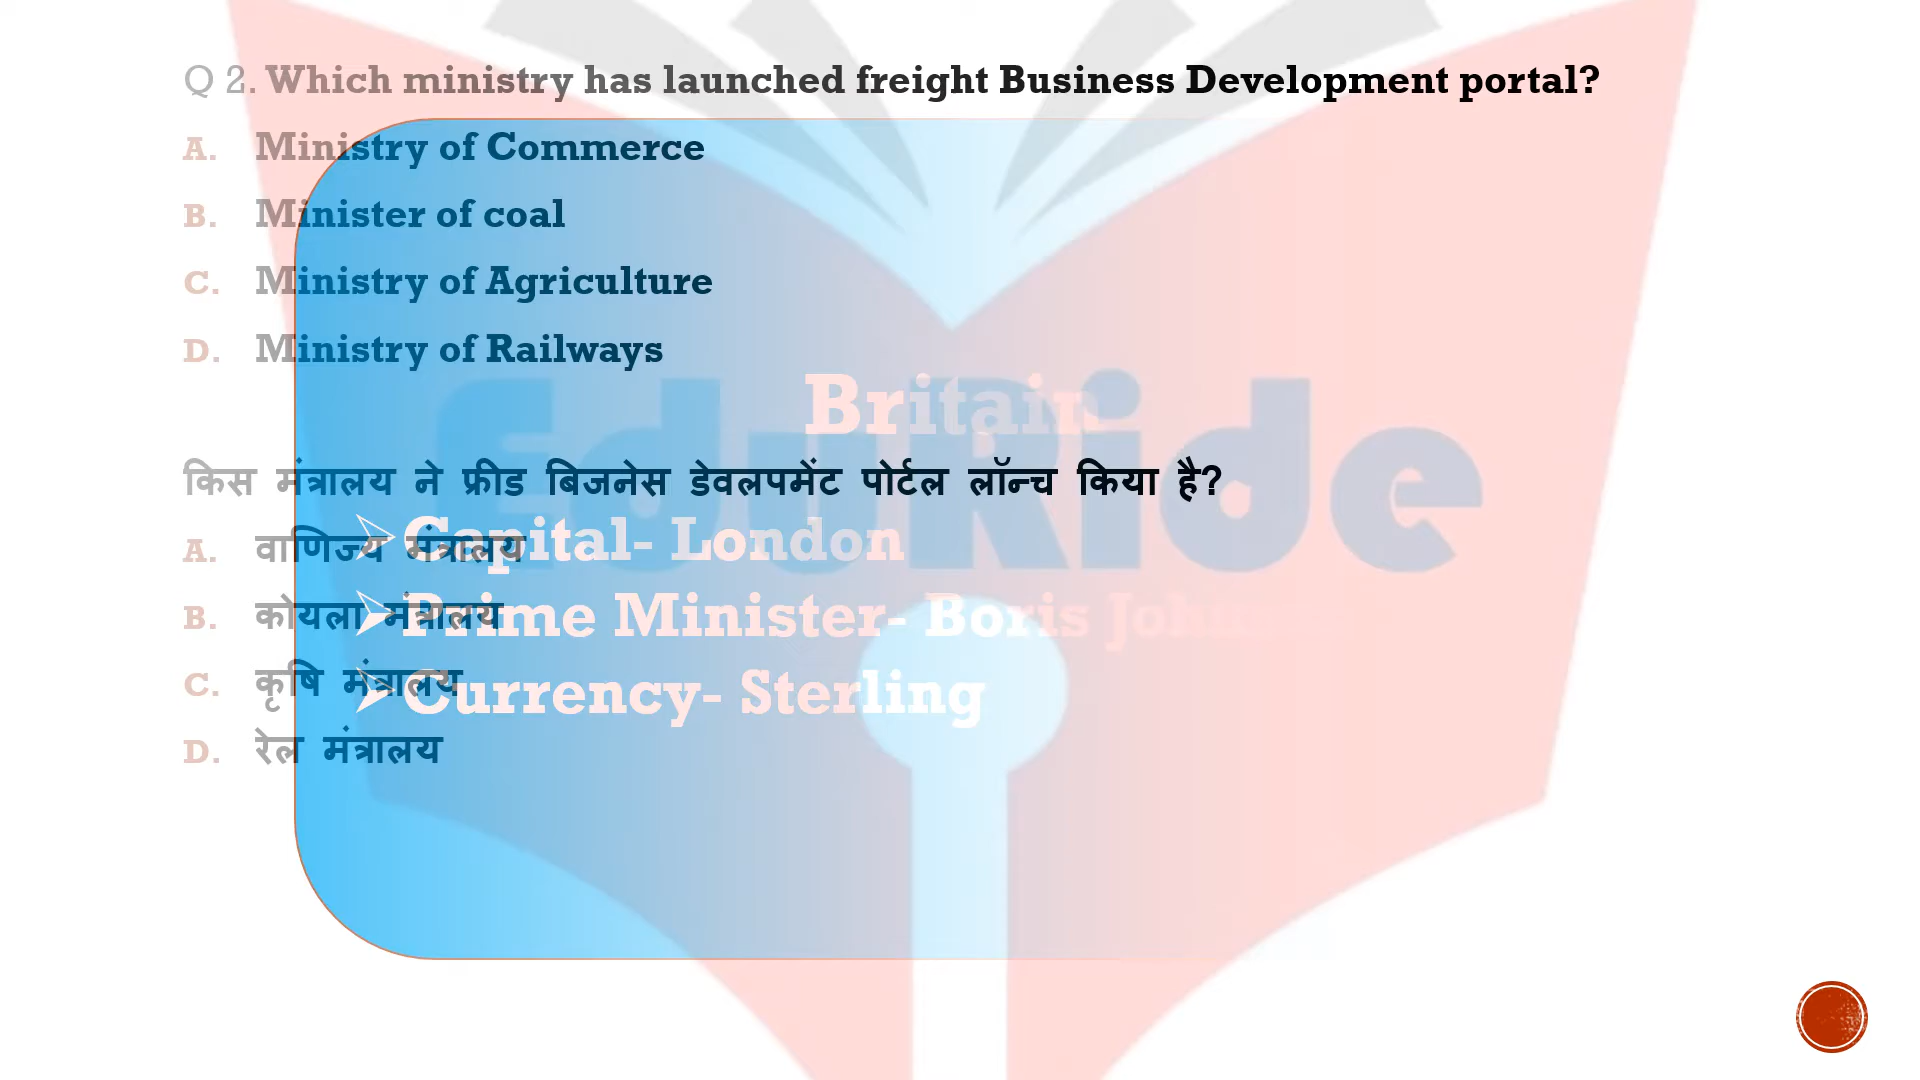 Q 2. Which ministry has launched freight Business Development portal?
A. Ministry of Commerce
B. Minister of coal
C. Ministry of Agriculture
D. Ministry of Railways
Britain
EduRide
किस मंत्रालय ने फ्रीड बिजनेस डेवलपमेंट पोर्टल लॉन्च किया है?
A. वाणिज्य मंत्रालय
➢Capital- London
B. कोयला मंत्रालय
➢Prime Minister- Boris
C. कृषि मंत्रालय
➢Currency- Sterling
D. रेल मंत्रालय